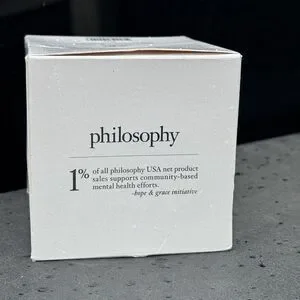 philosophy
1% of all philosophy USA net product
sales supports community-based
mental health efforts.
-hope & grace initiative